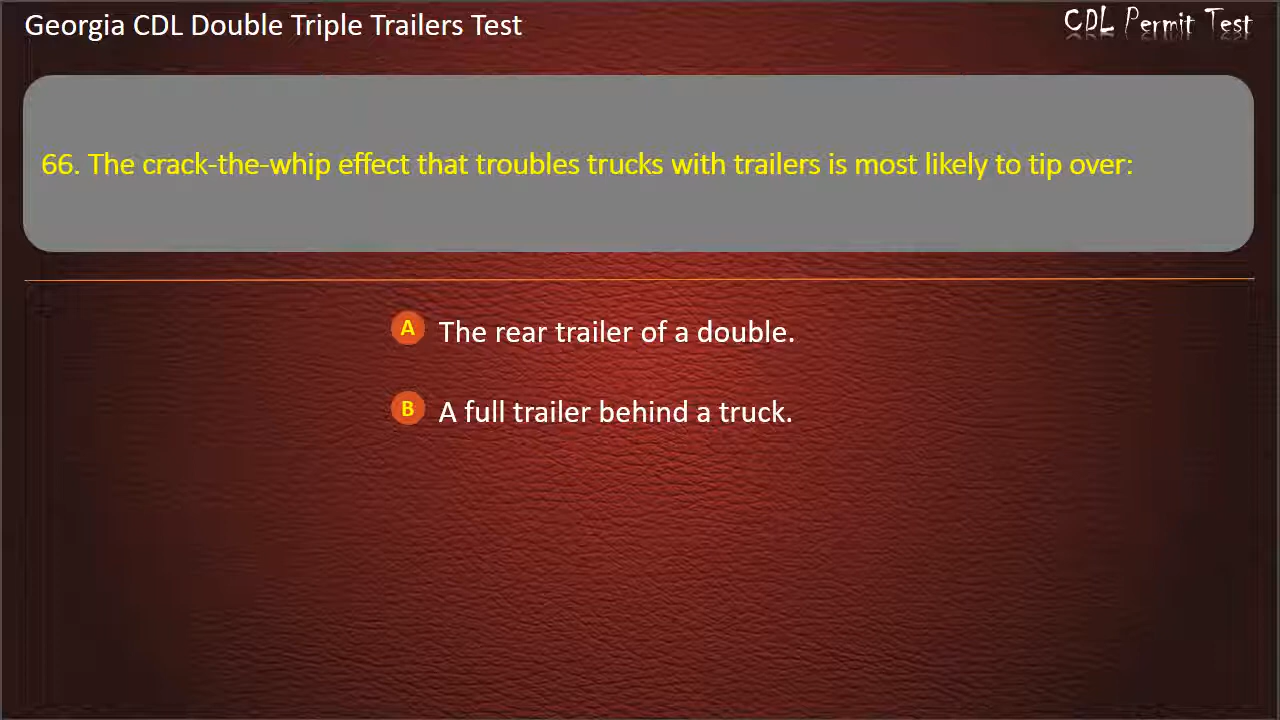 Georgia CDL Double Triple Trailers Test
CDL Permit Test
66. The crack-the-whip effect that troubles trucks with trailers is most likely to tip over:
A The rear trailer of a double.
B A full trailer behind a truck.